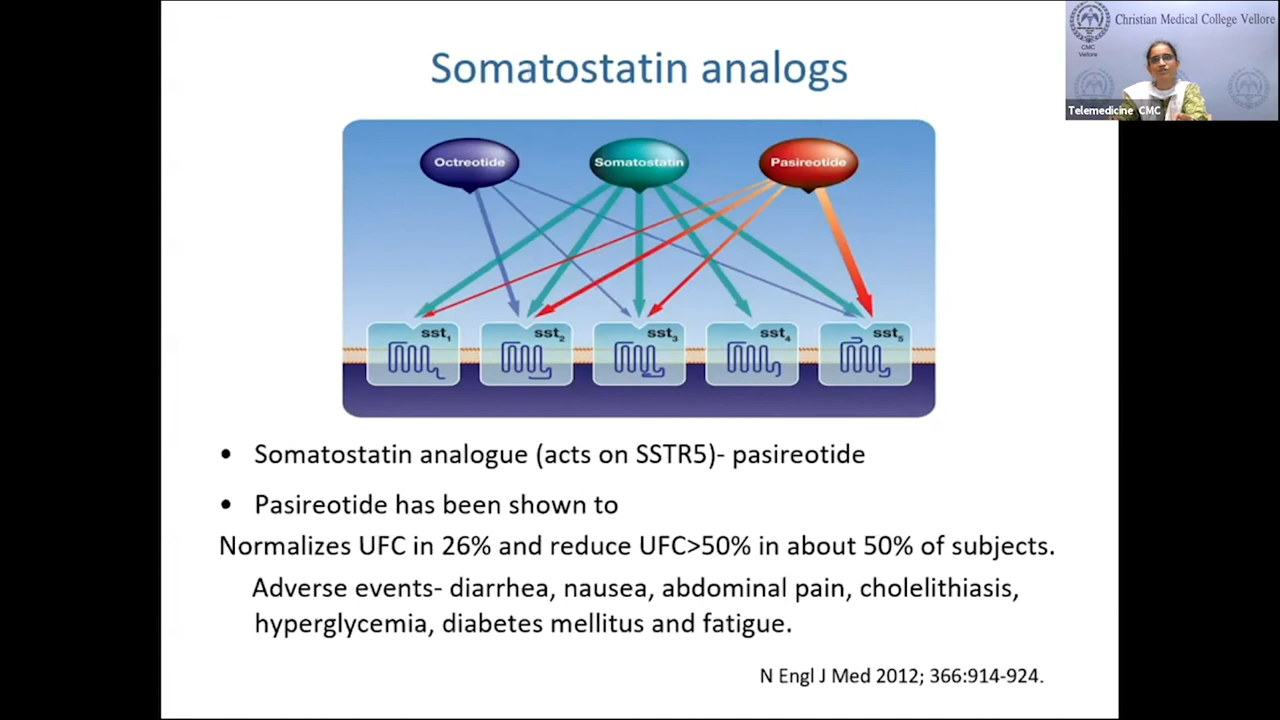 Somatostatin analogs
Christian Medical College Vellore
CMC
Vellore
Telemedicine CMC
Octreotide
Somatostatin
Pasireotide
sst1
sst2
sst3
sst4
sst5
• Somatostatin analogue (acts on SSTR5)- pasireotide
• Pasireotide has been shown to
Normalizes UFC in 26% and reduce UFC>50% in about 50% of subjects.
Adverse events- diarrhea, nausea, abdominal pain, cholelithiasis,
hyperglycemia, diabetes mellitus and fatigue.
N Engl J Med 2012; 366:914-924.